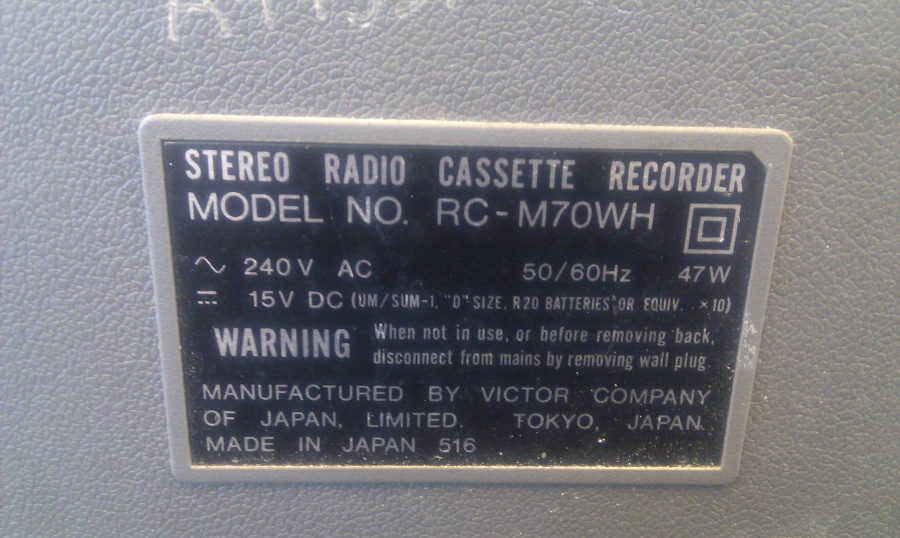 STEREO RADIO CASSETTE RECORDER
MODEL NO. RC-M70WH
240V AC 50/60Hz 47W
15V DC (UM/SUM-1, "D" SIZE, R20 BATTERIES OR EQUIV. ×10)
WARNING When not in use, or before removing back,
disconnect from mains by removing wall plug.
MANUFACTURED BY VICTOR COMPANY
OF JAPAN, LIMITED. TOKYO, JAPAN.
MADE IN JAPAN 516